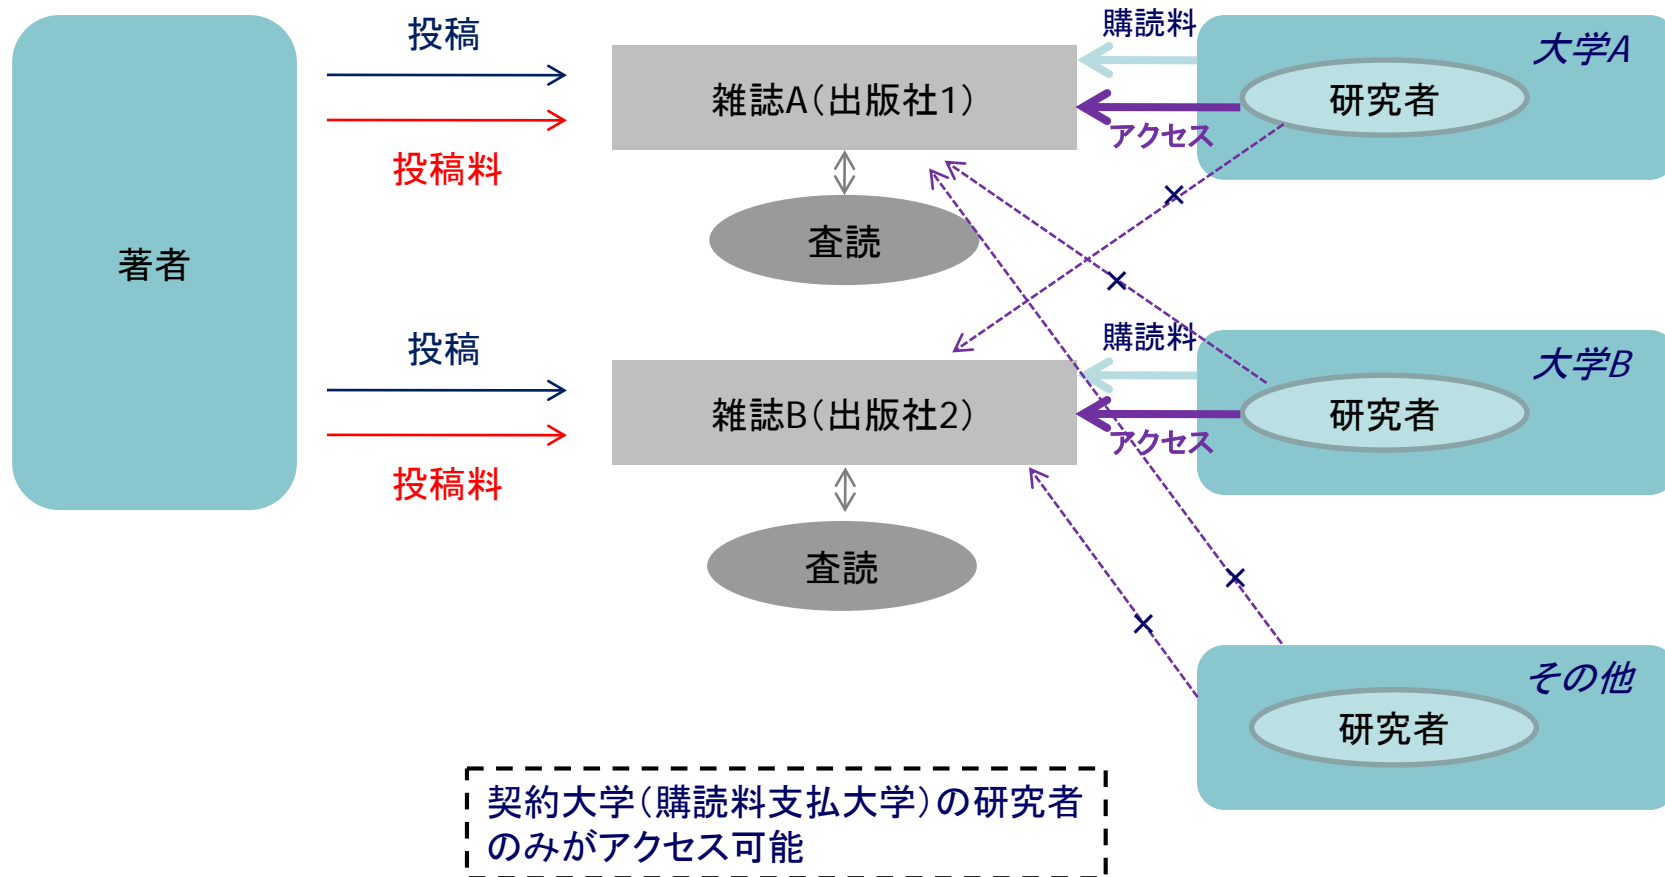 投稿
投稿料
著者
投稿
投稿料
雑誌A(出版社1)
査読
雑誌B(出版社2)
査読
購読料
アクセス
大学A
研究者
購読料
アクセス
大学B
研究者
その他
研究者
契約大学(購読料支払大学)の研究者
のみがアクセス可能